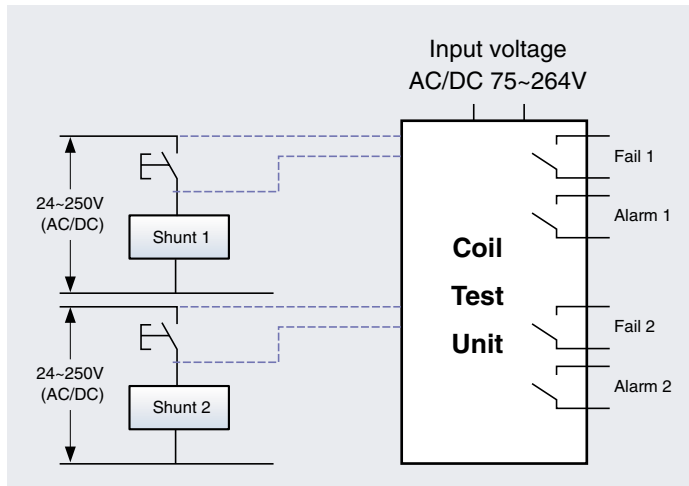 Input voltage
AC/DC 75~264V
24~250V
(AC/DC)
Shunt 1
24~250V
(AC/DC)
Shunt 2
Coil
Test
Unit
Fail 1
Alarm 1
Fail 2
Alarm 2